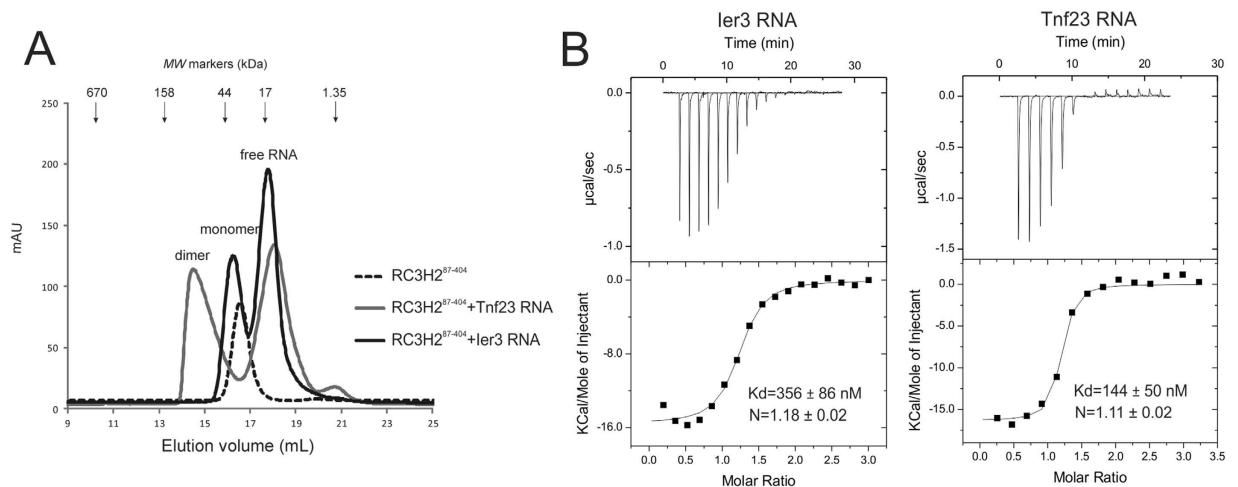 A
MW markers (kDa)
670 158 44 17 1.35
250
200
150
100
50
0
mAU
free RNA
monomer
dimer
RC3H2⁸⁷⁻⁴⁰⁴
RC3H2⁸⁷⁻⁴⁰⁴+Tnf23 RNA
RC3H2⁸⁷⁻⁴⁰⁴+Ier3 RNA
9 11 13 15 17 19 21 23 25
Elution volume (mL)
B
Ier3 RNA
Time (min)
0 10 20 30
0.0
-0.5
-1.0
µcal/sec
0.0
-8.0
-16.0
KCal/Mole of Injectant
Kd=356 ± 86 nM
N=1.18 ± 0.02
0.0 0.5 1.0 1.5 2.0 2.5 3.0
Molar Ratio
Tnf23 RNA
Time (min)
0 10 20 30
0.0
-0.5
-1.0
-1.5
µcal/sec
0.0
-5.0
-10.0
-15.0
KCal/Mole of Injectant
Kd=144 ± 50 nM
N=1.11 ± 0.02
0.0 0.5 1.0 1.5 2.0 2.5 3.0 3.5
Molar Ratio